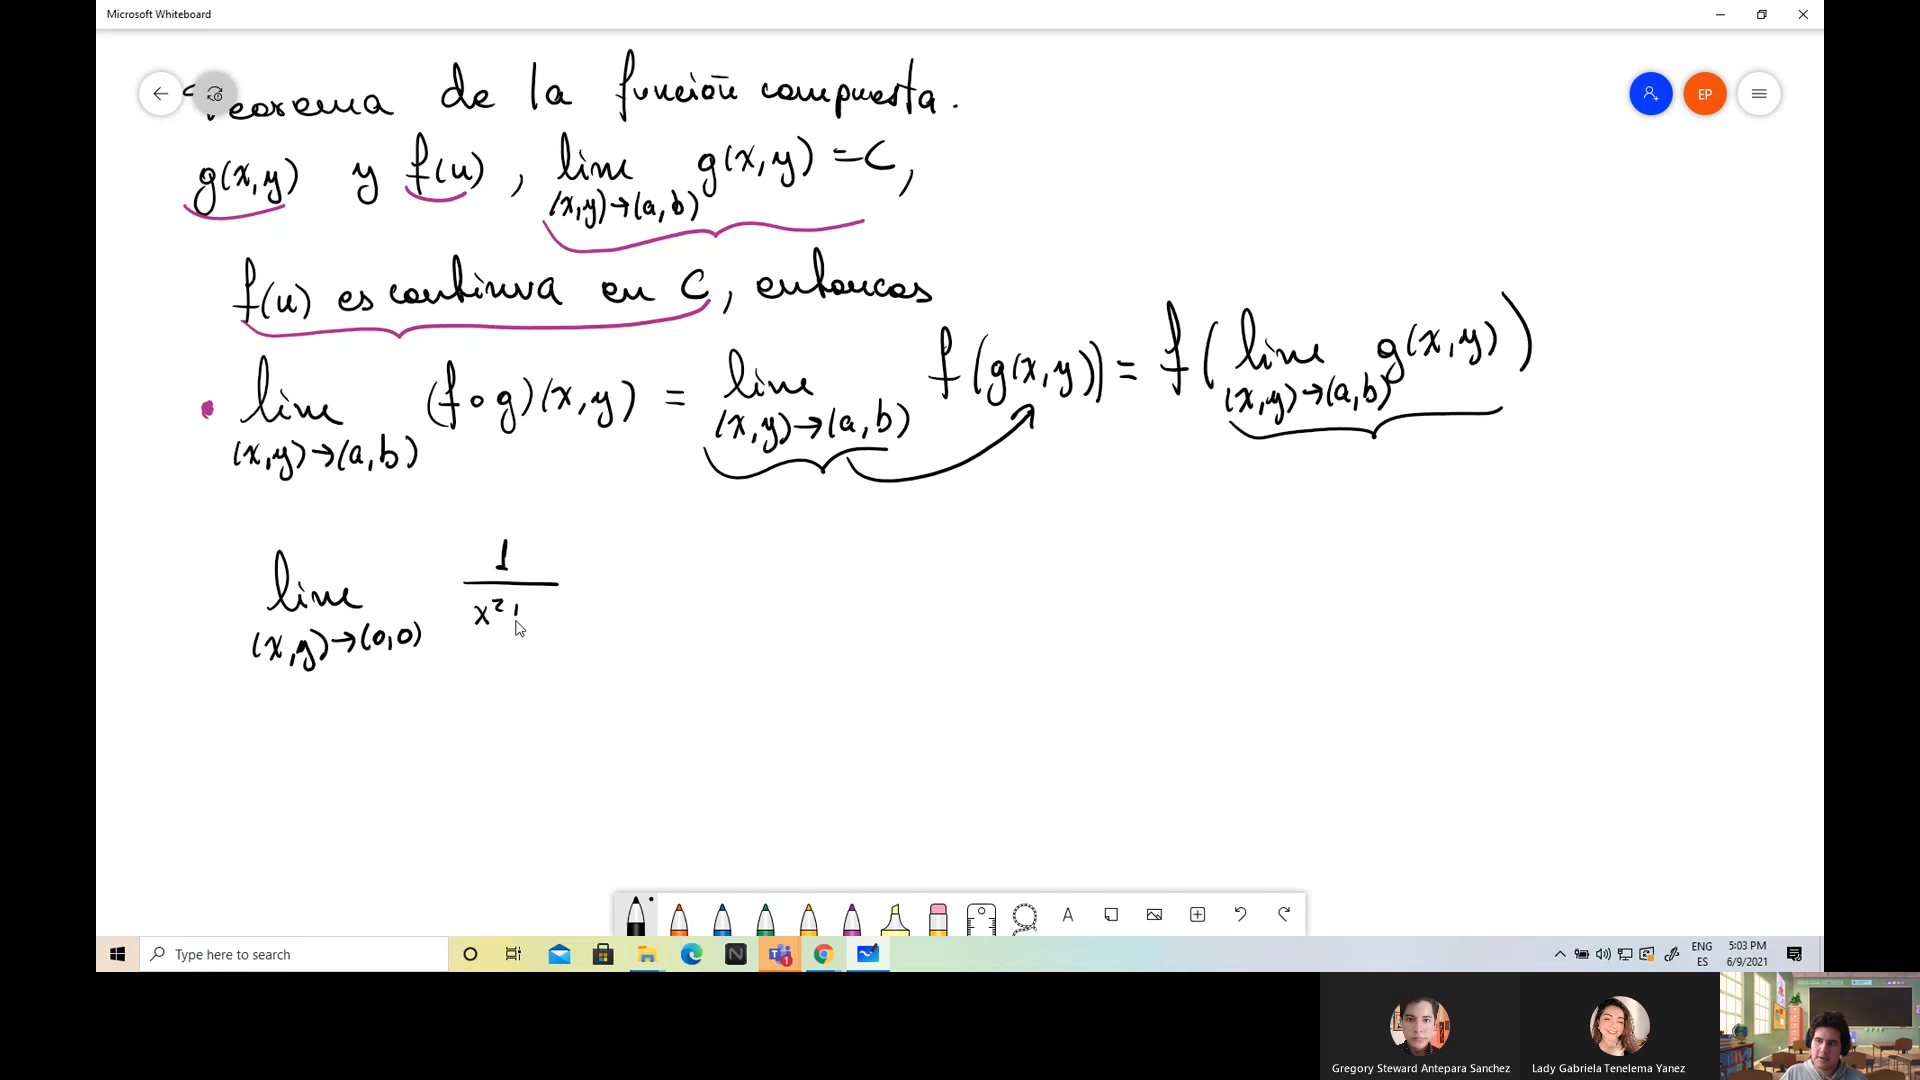 Microsoft Whiteboard
Teorema de la función compuesta.
g(x,y) y f(u), lim g(x,y) = C,
(x,y)→(a,b)
f(u) es continua en C, entonces
• lim (f∘g)(x,y) = lim f(g(x,y)) = f(lim g(x,y))
(x,y)→(a,b) (x,y)→(a,b) (x,y)→(a,b)
lim 1
(x,y)→(0,0) x²
EP
A
Type here to search
ENG
ES
5:03 PM
6/9/2021
Gregory Steward Antepara Sanchez
Lady Gabriela Tenelema Yanez